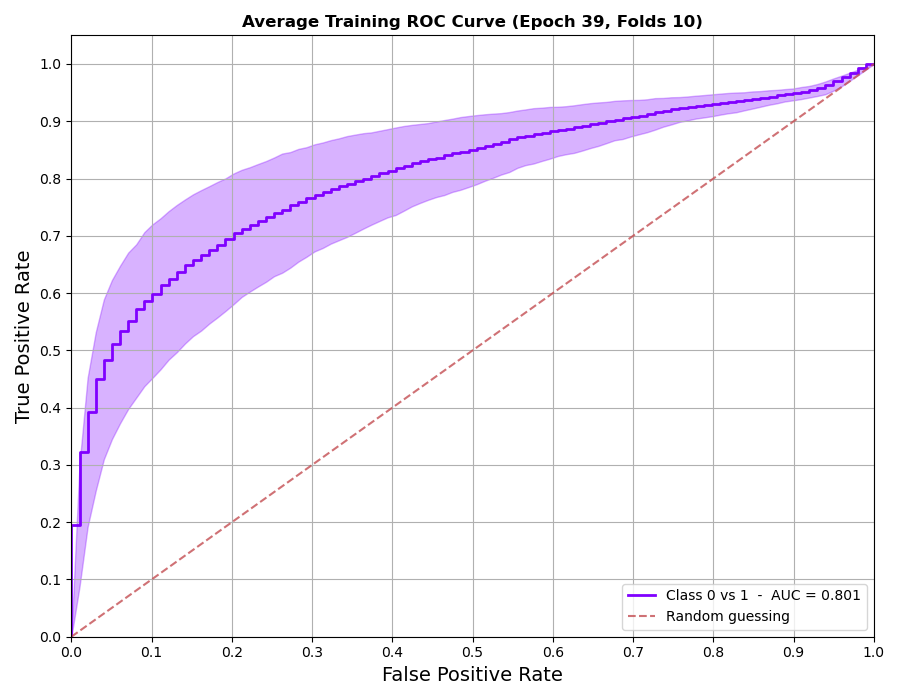 Average Training ROC Curve (Epoch 39, Folds 10)
True Positive Rate
1.0
0.9
0.8
0.7
0.6
0.5
0.4
0.3
0.2
0.1
0.0
0.0 0.1 0.2 0.3 0.4 0.5 0.6 0.7 0.8 0.9 1.0
False Positive Rate
Class 0 vs 1 - AUC = 0.801
Random guessing